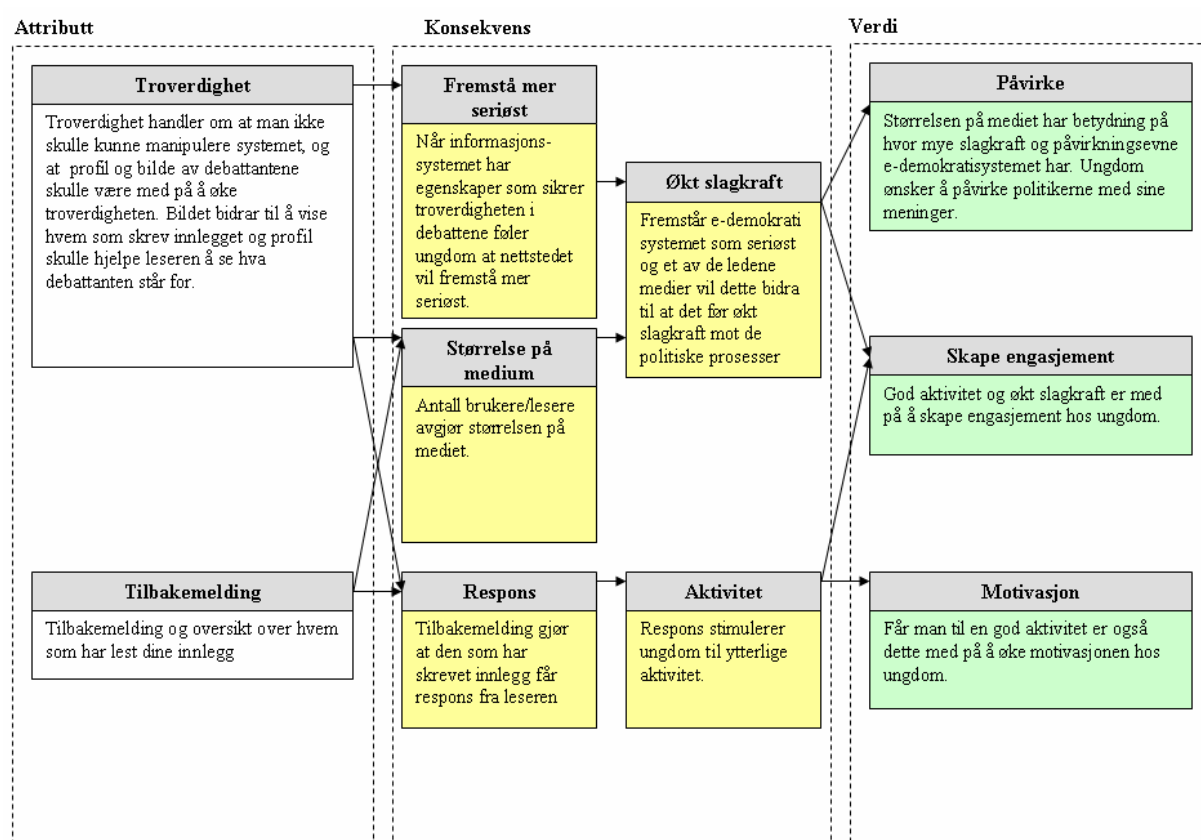 Attributt
Konsekvens
Verdi
Troverdighet
Troverdighet handler om at man ikke
skulle kunne manipulere systemet, og
at profil og bilde av debattantene
skulle være med på å øke
troverdigheten. Bildet bidrar til å vise
hvem som skrev innlegget og profil
skulle hjelpe leseren å se hva
debattanten står for.
Tilbakemelding
Tilbakemelding og oversikt over hvem
som har lest dine innlegg
Fremstå mer
seriøst
Når informasjons-
systemet har
egenskaper som sikrer
troverdigheten i
debattene føler
ungdom at nettstedet
vil fremstå mer
seriøst.
Størrelse på
medium
Antall brukere/lesere
avgjør størrelsen på
mediet.
Respons
Tilbakemelding gjør
at den som har
skrevet innlegg får
respons fra leseren
Økt slagkraft
Fremstår e-demokrati
systemet som seriøst
og et av de ledene
medier vil dette bidra
til at det før økt
slagkraft mot de
politiske prosesser
Aktivitet
Respons stimulerer
ungdom til ytterlige
aktivitet.
Påvirke
Størrelsen på mediet har betydning på
hvor mye slagkraft og påvirkningsevne
e-demokratisystemet har. Ungdom
ønsker å påvirke politikerne med sine
meninger.
Skape engasjement
God aktivitet og økt slagkraft er med
på å skape engasjement hos ungdom.
Motivasjon
Får man til en god aktivitet er også
dette med på å øke motivasjonen hos
ungdom.